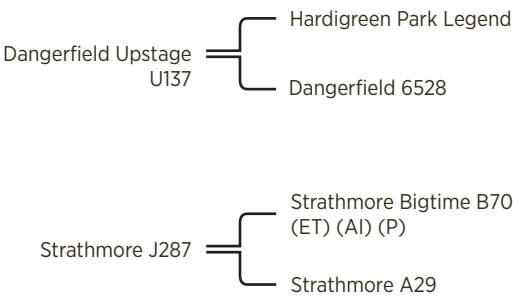 Hardigreen Park Legend
Dangerfield Upstage
U137
Dangerfield 6528
Strathmore Bigtime B70
(ET) (AI) (P)
Strathmore J287
Strathmore A29